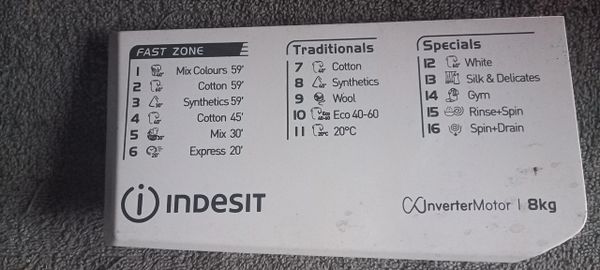 FAST ZONE
1 Mix Colours 59'
2 Cotton 59'
3 Synthetics 59'
4 Cotton 45'
5 Mix 30'
6 Express 20'
Traditionals
7 Cotton
8 Synthetics
9 Wool
10 Eco 40-60
11 20°C
Specials
12 White
13 Silk & Delicates
14 Gym
15 Rinse+Spin
16 Spin+Drain
INDESIT
InverterMotor | 8kg